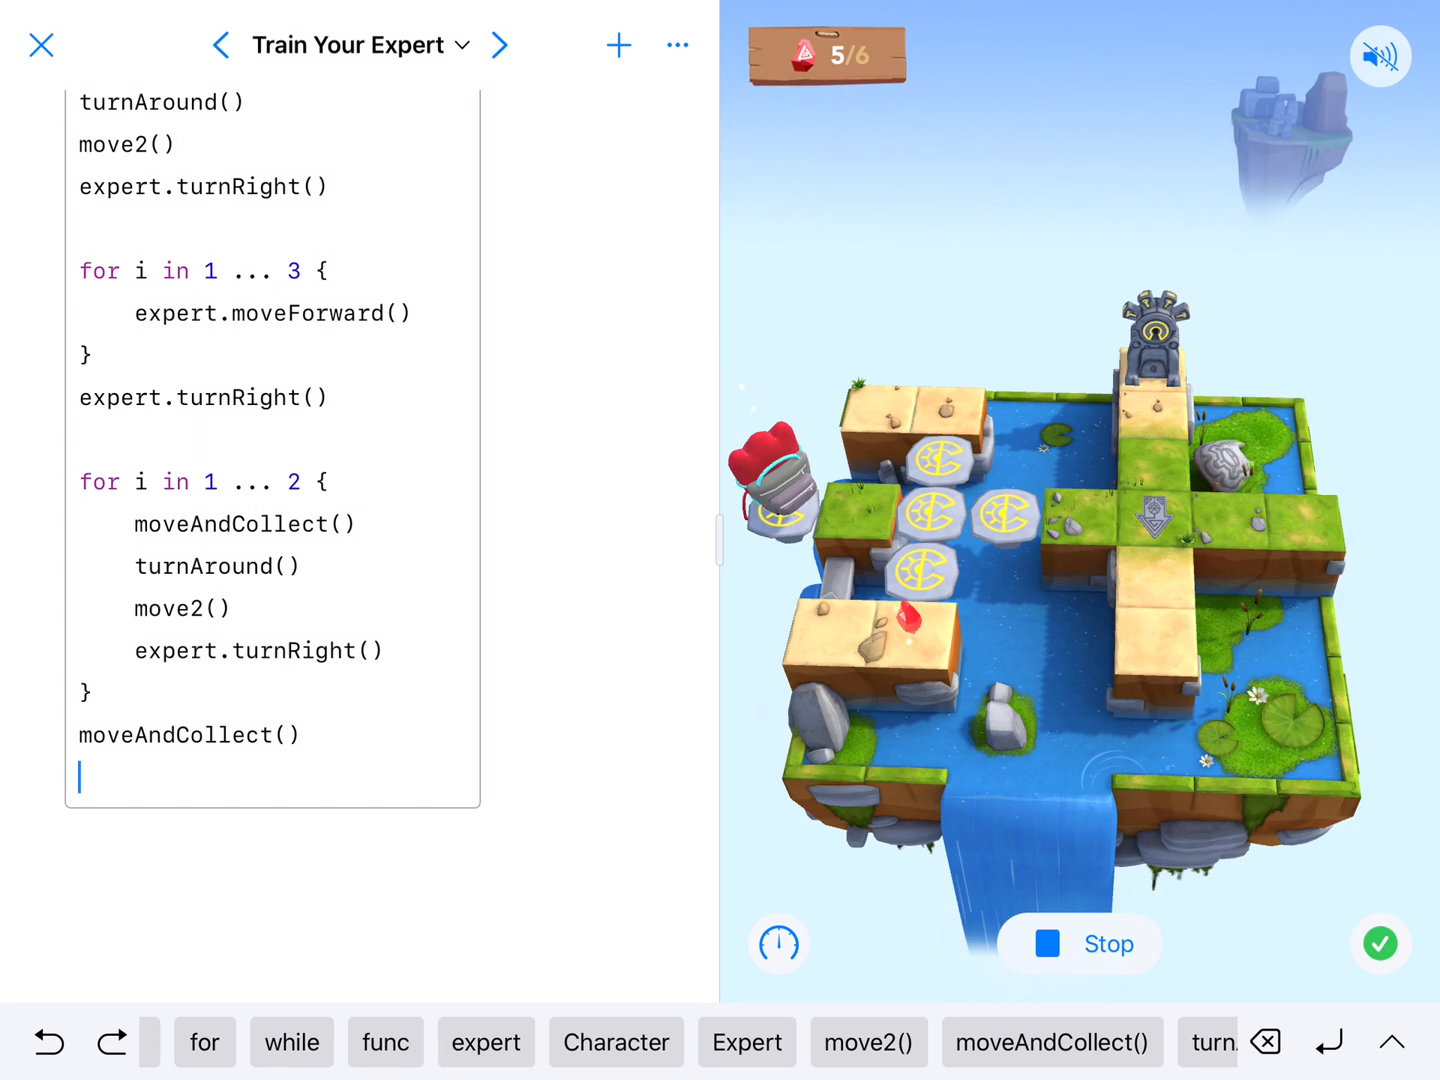 Train Your Expert
turnAround()
move2()
expert.turnRight()
for i in 1 ... 3 {
    expert.moveForward()
}
expert.turnRight()
for i in 1 ... 2 {
    moveAndCollect()
    turnAround()
    move2()
    expert.turnRight()
}
moveAndCollect()
5/6
Stop
for while func expert Character Expert move2() moveAndCollect() turn